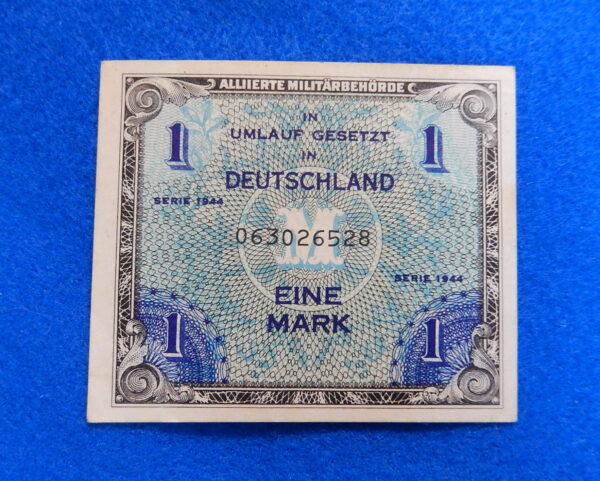 ALLIIERTE MILITÄRBEHÖRDE
1 IN 1
UMLAUF GESETZT
IN
DEUTSCHLAND
SERIE 1944
M
063026528
SERIE 1944
EINE
MARK
1 1